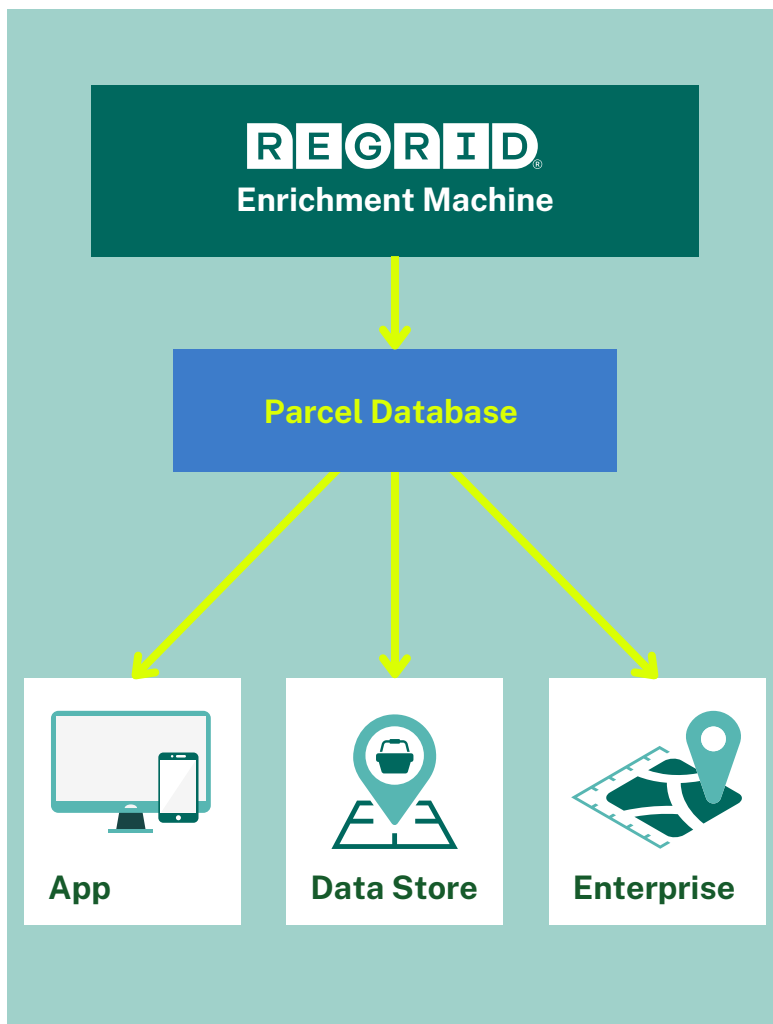 REGRID®
Enrichment Machine
Parcel Database
App
Data Store
Enterprise